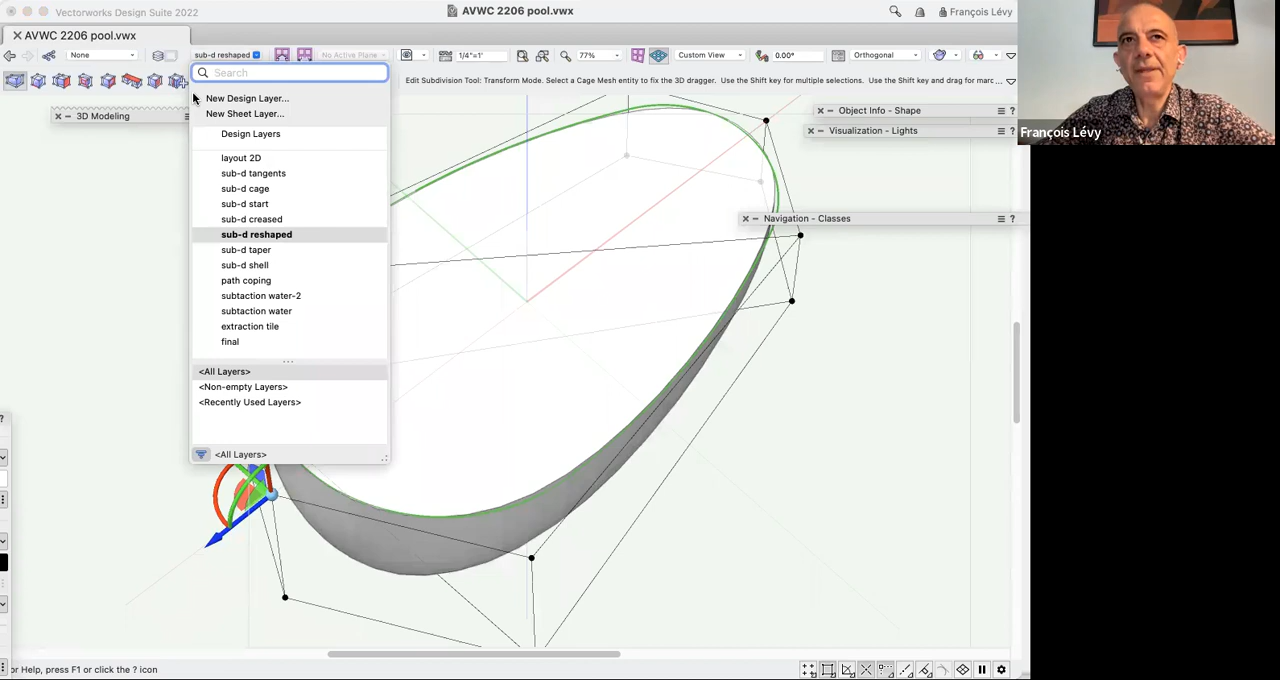 Vectorworks Design Suite 2022
AVWC 2206 pool.vwx
François Lévy
AVWC 2206 pool.vwx
None
sub-d reshaped
No Active Plane
1/4"=1'
77%
Custom View
0.00°
Orthogonal
Edit Subdivision Tool: Transform Mode. Select a Cage Mesh entity to fix the 3D dragger. Use the Shift key for multiple selections. Use the Shift key and drag for marc...
Search
New Design Layer...
New Sheet Layer...
Design Layers
layout 2D
sub-d tangents
sub-d cage
sub-d start
sub-d creased
sub-d reshaped
sub-d taper
sub-d shell
path coping
subtaction water-2
subtaction water
extraction tile
final
<All Layers>
<Non-empty Layers>
<Recently Used Layers>
<All Layers>
3D Modeling
Object Info - Shape
Visualization - Lights
Navigation - Classes
François Lévy
or Help, press F1 or click the ? icon